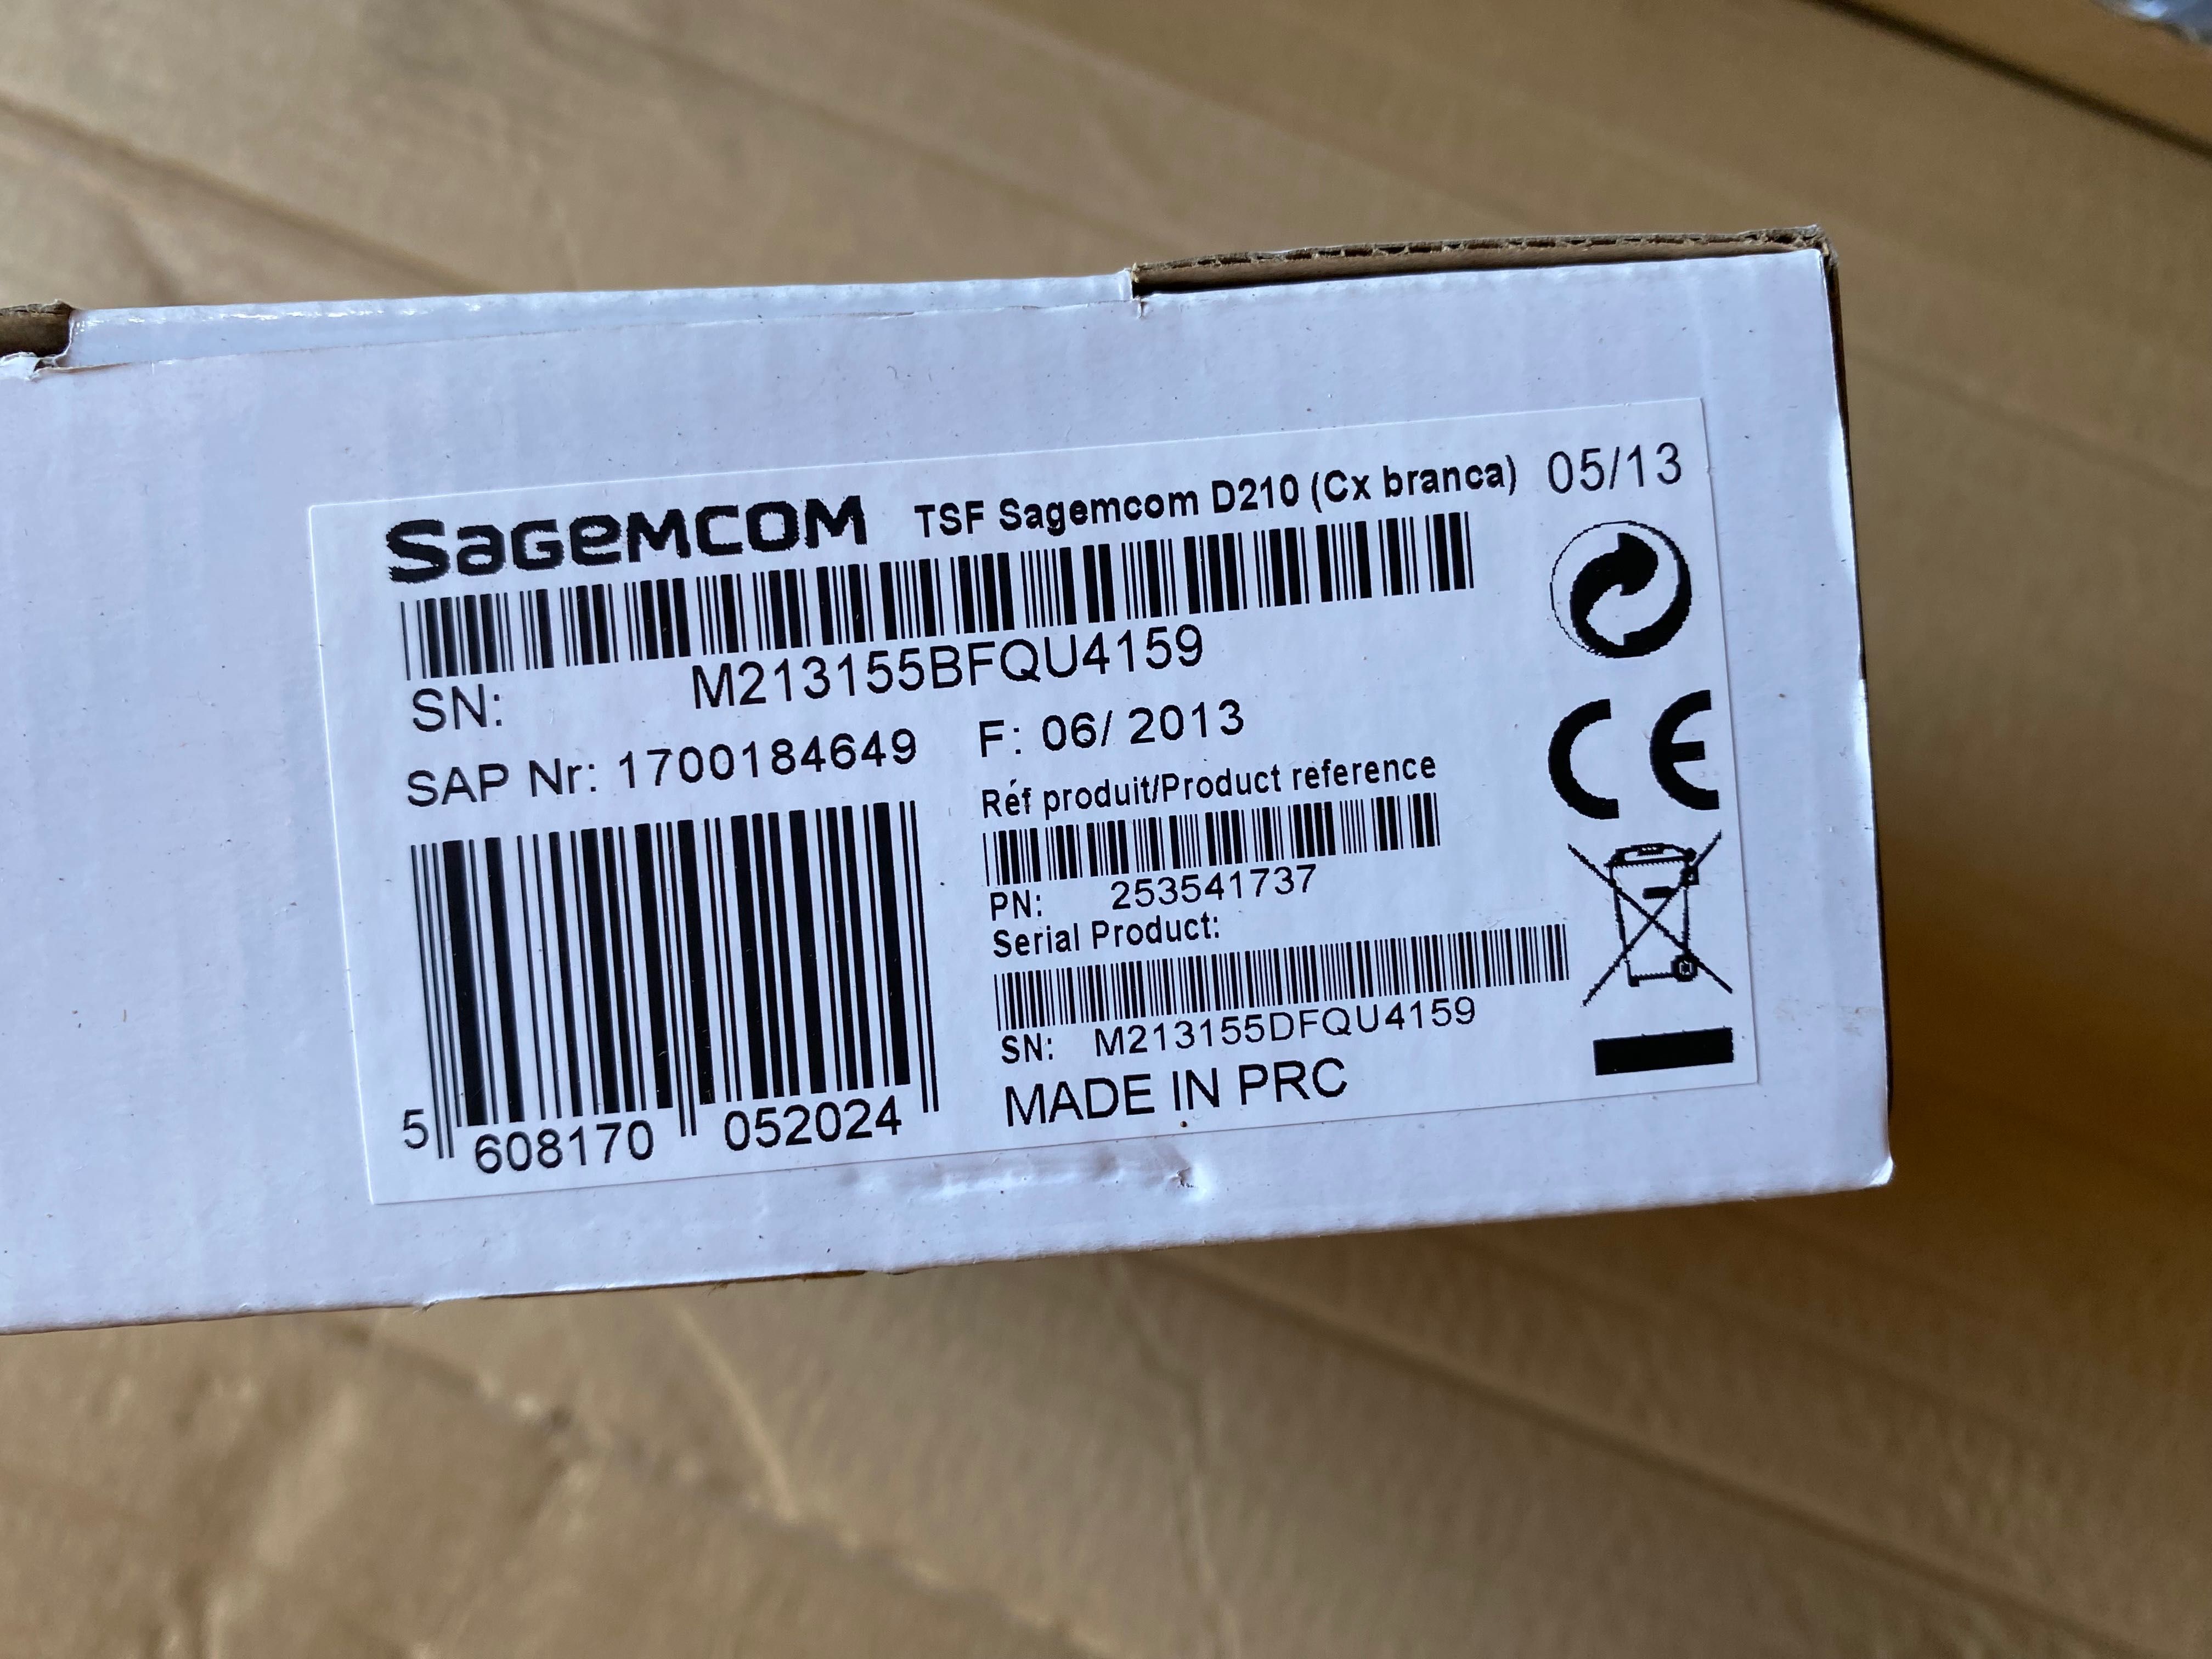 SAGEMCOM TSF Sagemcom D210 (Cx branca) 05/13
SN: M213155BFQU4159
SAP Nr: 1700184649 F: 06/ 2013
Réf produit/Product reference
PN: 253541737
Serial Product:
SN: M213155DFQU4159
MADE IN PRC
5 608170 052024
CE